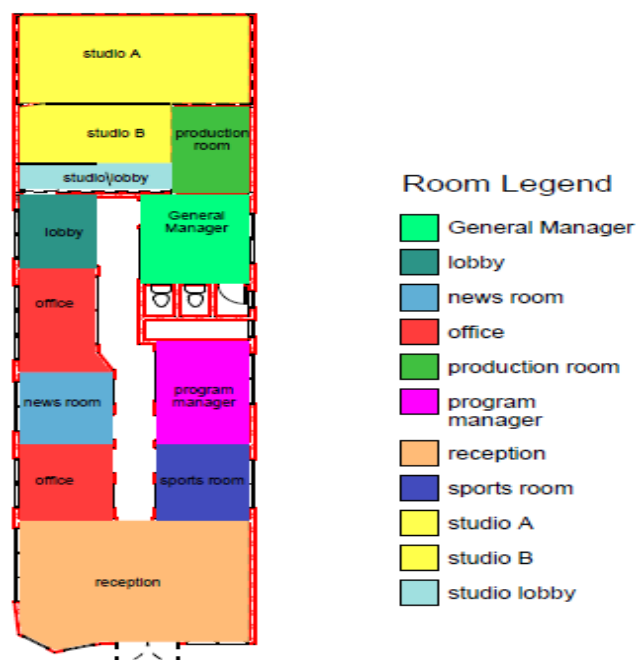 studio A
studio B
production
room
studio\lobby
lobby
General
Manager
office
news room
program
manager
office
sports room
reception
Room Legend
General Manager
lobby
news room
office
production room
program
manager
reception
sports room
studio A
studio B
studio lobby